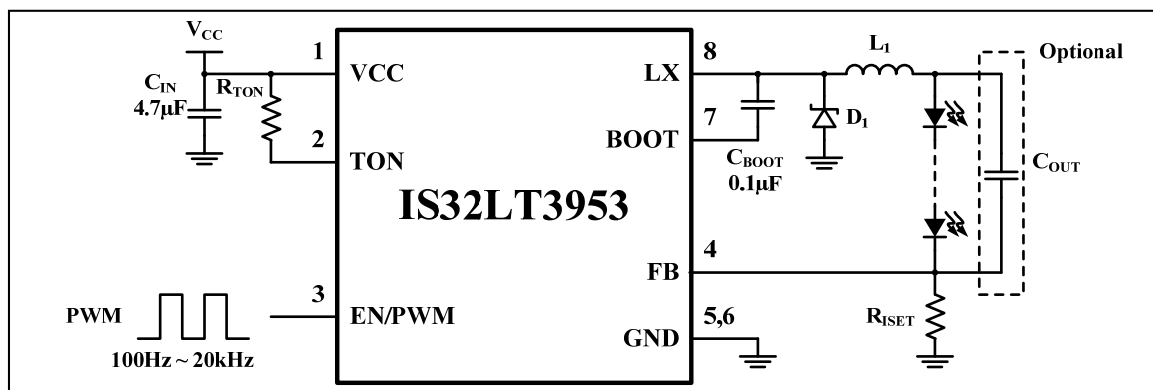 VCC
CIN
4.7µF
RTON
1
VCC
2
TON
IS32LT3953
PWM
100Hz ~ 20kHz
3
EN/PWM
8
LX
7
BOOT
CBOOT
0.1µF
D1
L1
Optional
COUT
4
FB
5,6
GND
RISET